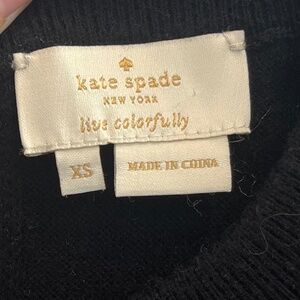 kate spade
NEW YORK
live colorfully
XS
MADE IN CHINA